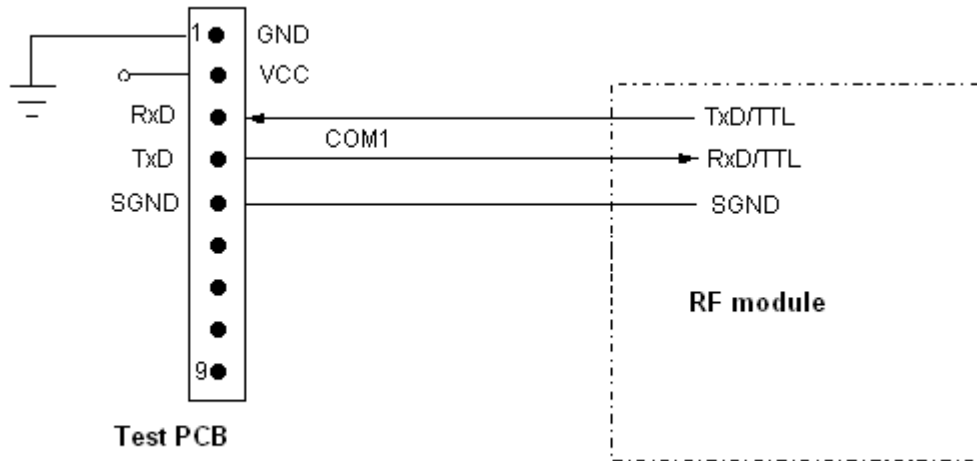 1 GND
VCC
RxD TxD/TTL
COM1
TxD RxD/TTL
SGND SGND
RF module
9
Test PCB